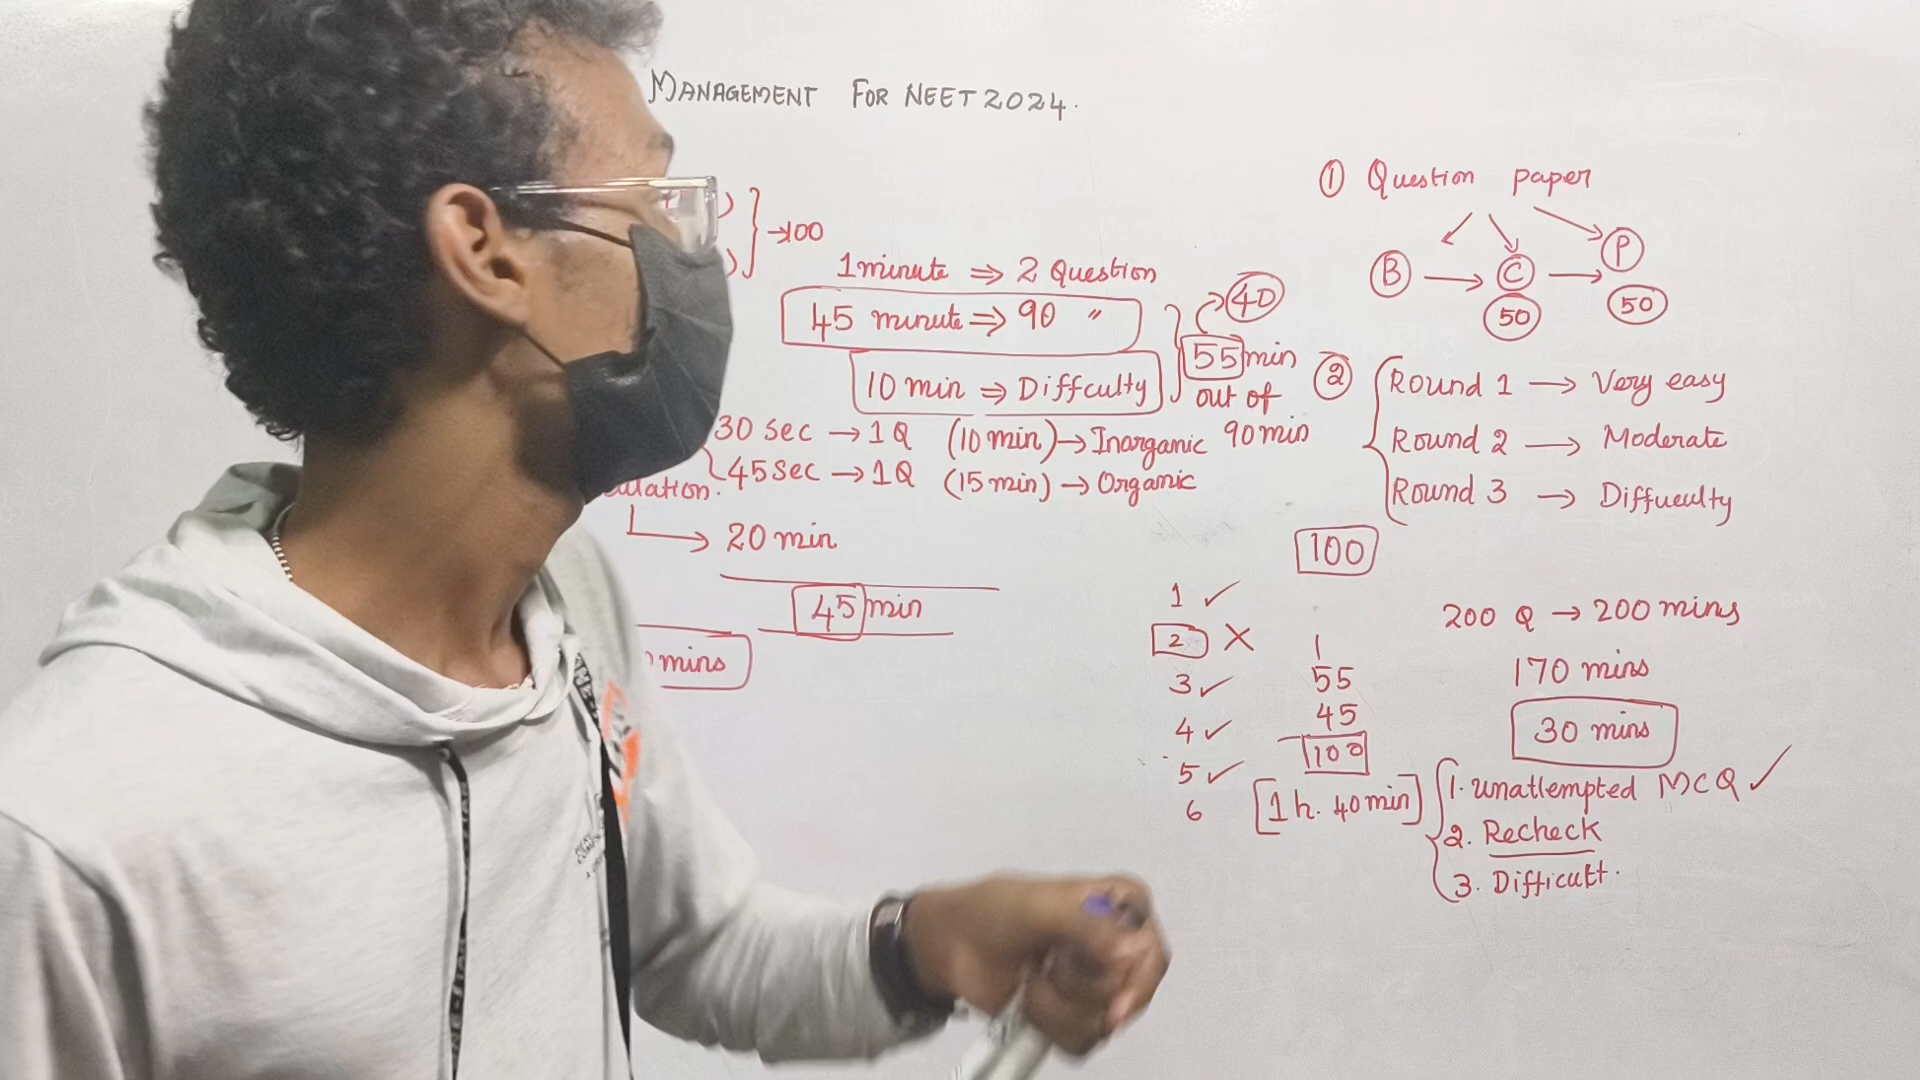 MANAGEMENT FOR NEET 2024.
→100
1 minute ⇒ 2 Question
45 minute ⇒ 90 "
10 min ⇒ Diffculty
40
55 min
out of
90 min
30 Sec → 1 Q (10 min) → Inorganic
45 Sec → 1 Q (15 min) → Organic
20 min
45 min
mins
① Question paper
B → C → P
50 50
② Round 1 → Very easy
Round 2 → Moderate
Round 3 → Diffuculty
100
1 ✓
2 X
3 ✓
4 ✓
5 ✓
6
1
55
45
100
[1 h. 40 min]
200 Q → 200 mins
170 mins
30 mins
1. unattempted MCQ ✓
2. Recheck
3. Difficult.